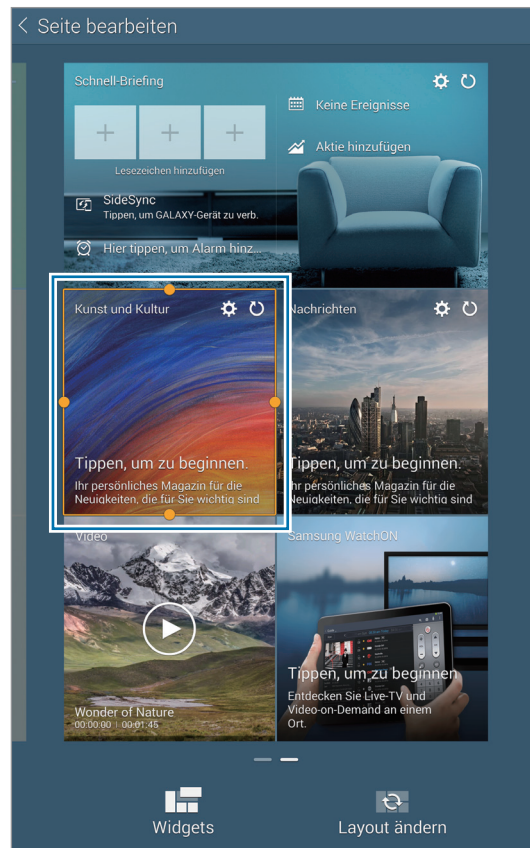 Seite bearbeiten
Schnell-Briefing
Lesezeichen hinzufügen
SideSync
Tippen, um GALAXY-Gerät zu verb.
Hier tippen, um Alarm hinz...
Keine Ereignisse
Aktie hinzufügen
Kunst und Kultur
Tippen, um zu beginnen.
Ihr persönliches Magazin für die
Neuigkeiten, die für Sie wichtig sind
Nachrichten
Tippen, um zu beginnen.
Ihr persönliches Magazin für die
Neuigkeiten, die für Sie wichtig sind
Video
Wonder of Nature
00:00:00 | 00:01:45
Samsung WatchON
Tippen, um zu beginnen
Entdecken Sie Live-TV und
Video-on-Demand an einem
Ort.
Widgets
Layout ändern